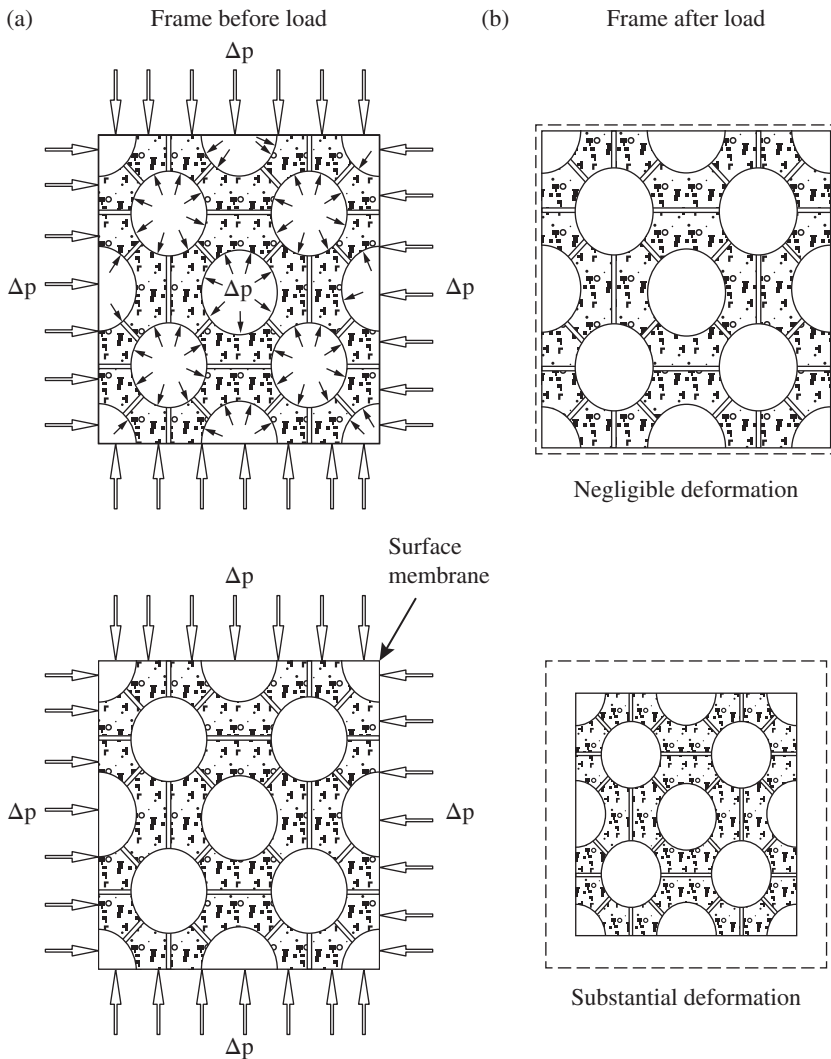 (a)
Frame before load
(b)
Frame after load
Δp
Δp
Δp
Δp
Negligible deformation
Surface
membrane
Δp
Δp
Δp
Δp
Substantial deformation